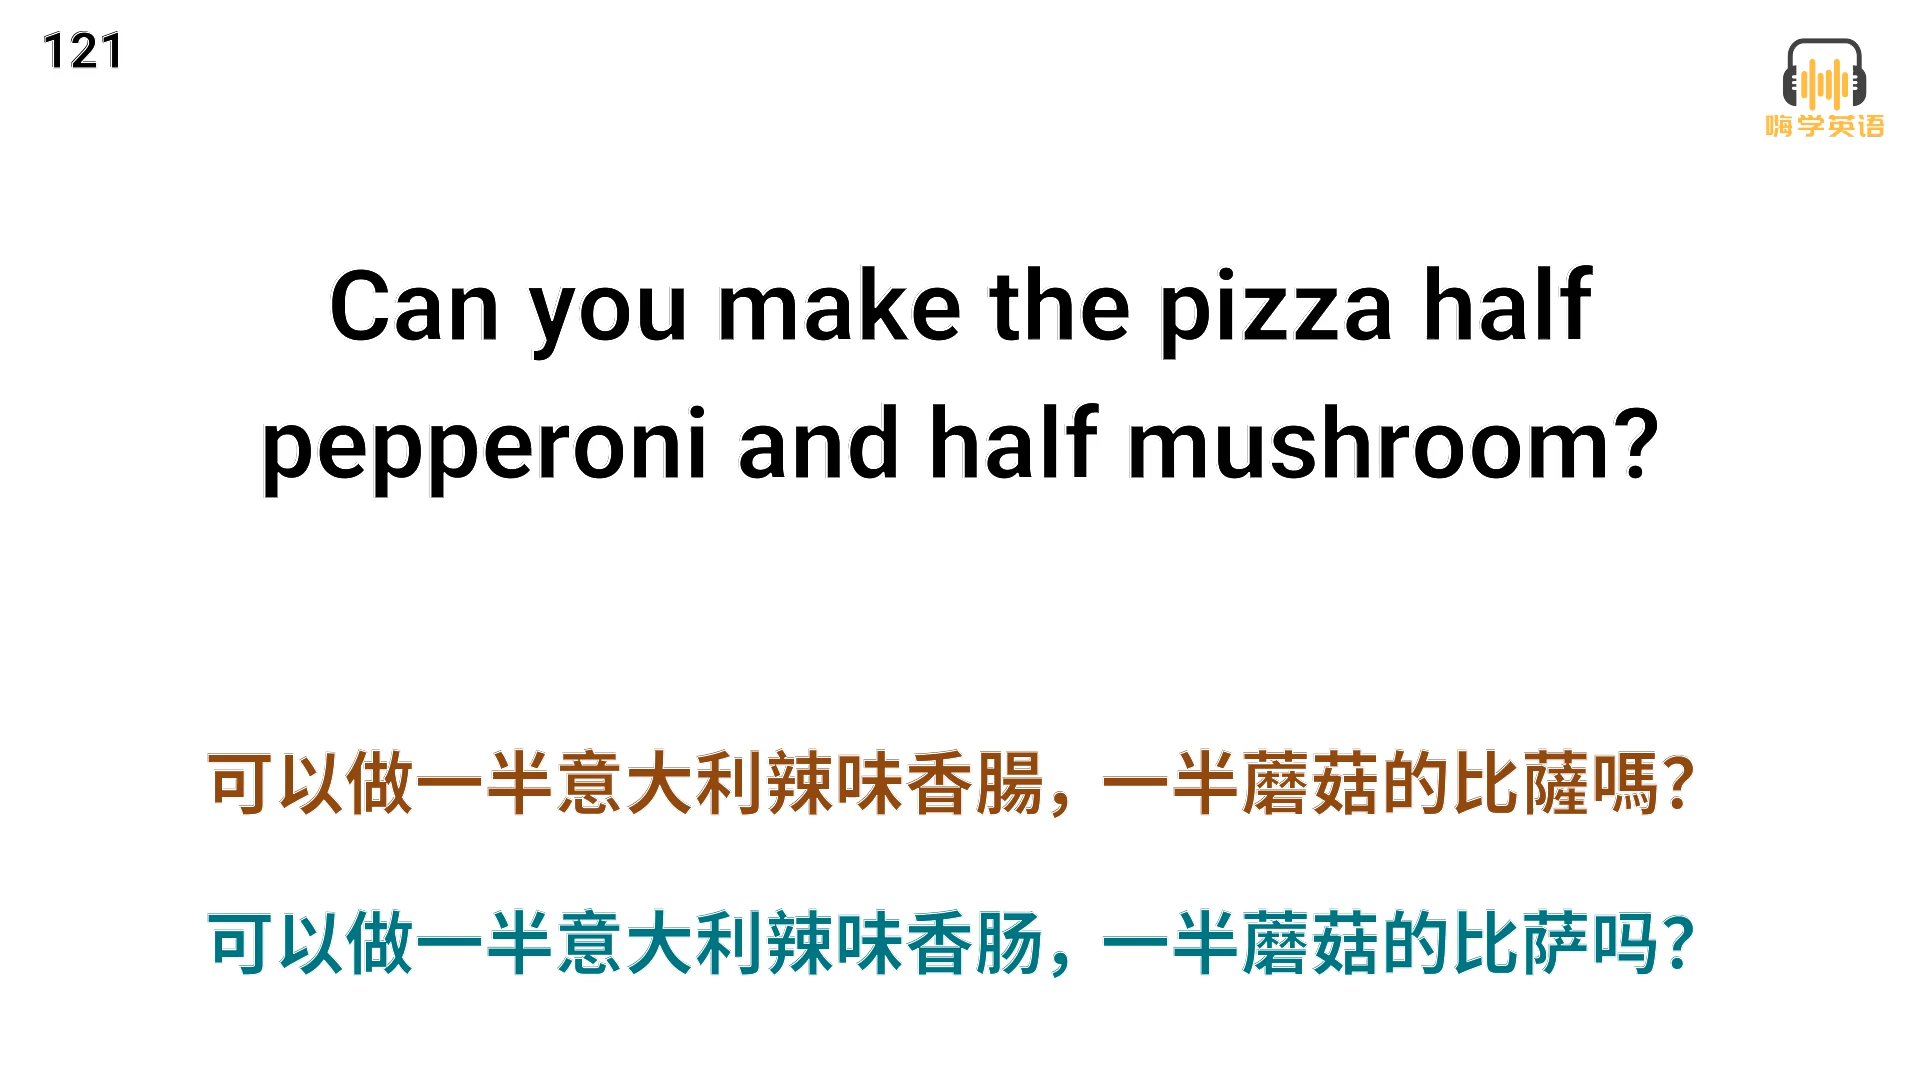 121
嗨学英语
Can you make the pizza half
pepperoni and half mushroom?
可以做一半意大利辣味香腸，一半蘑菇的比薩嗎？
可以做一半意大利辣味香肠，一半蘑菇的比萨吗？